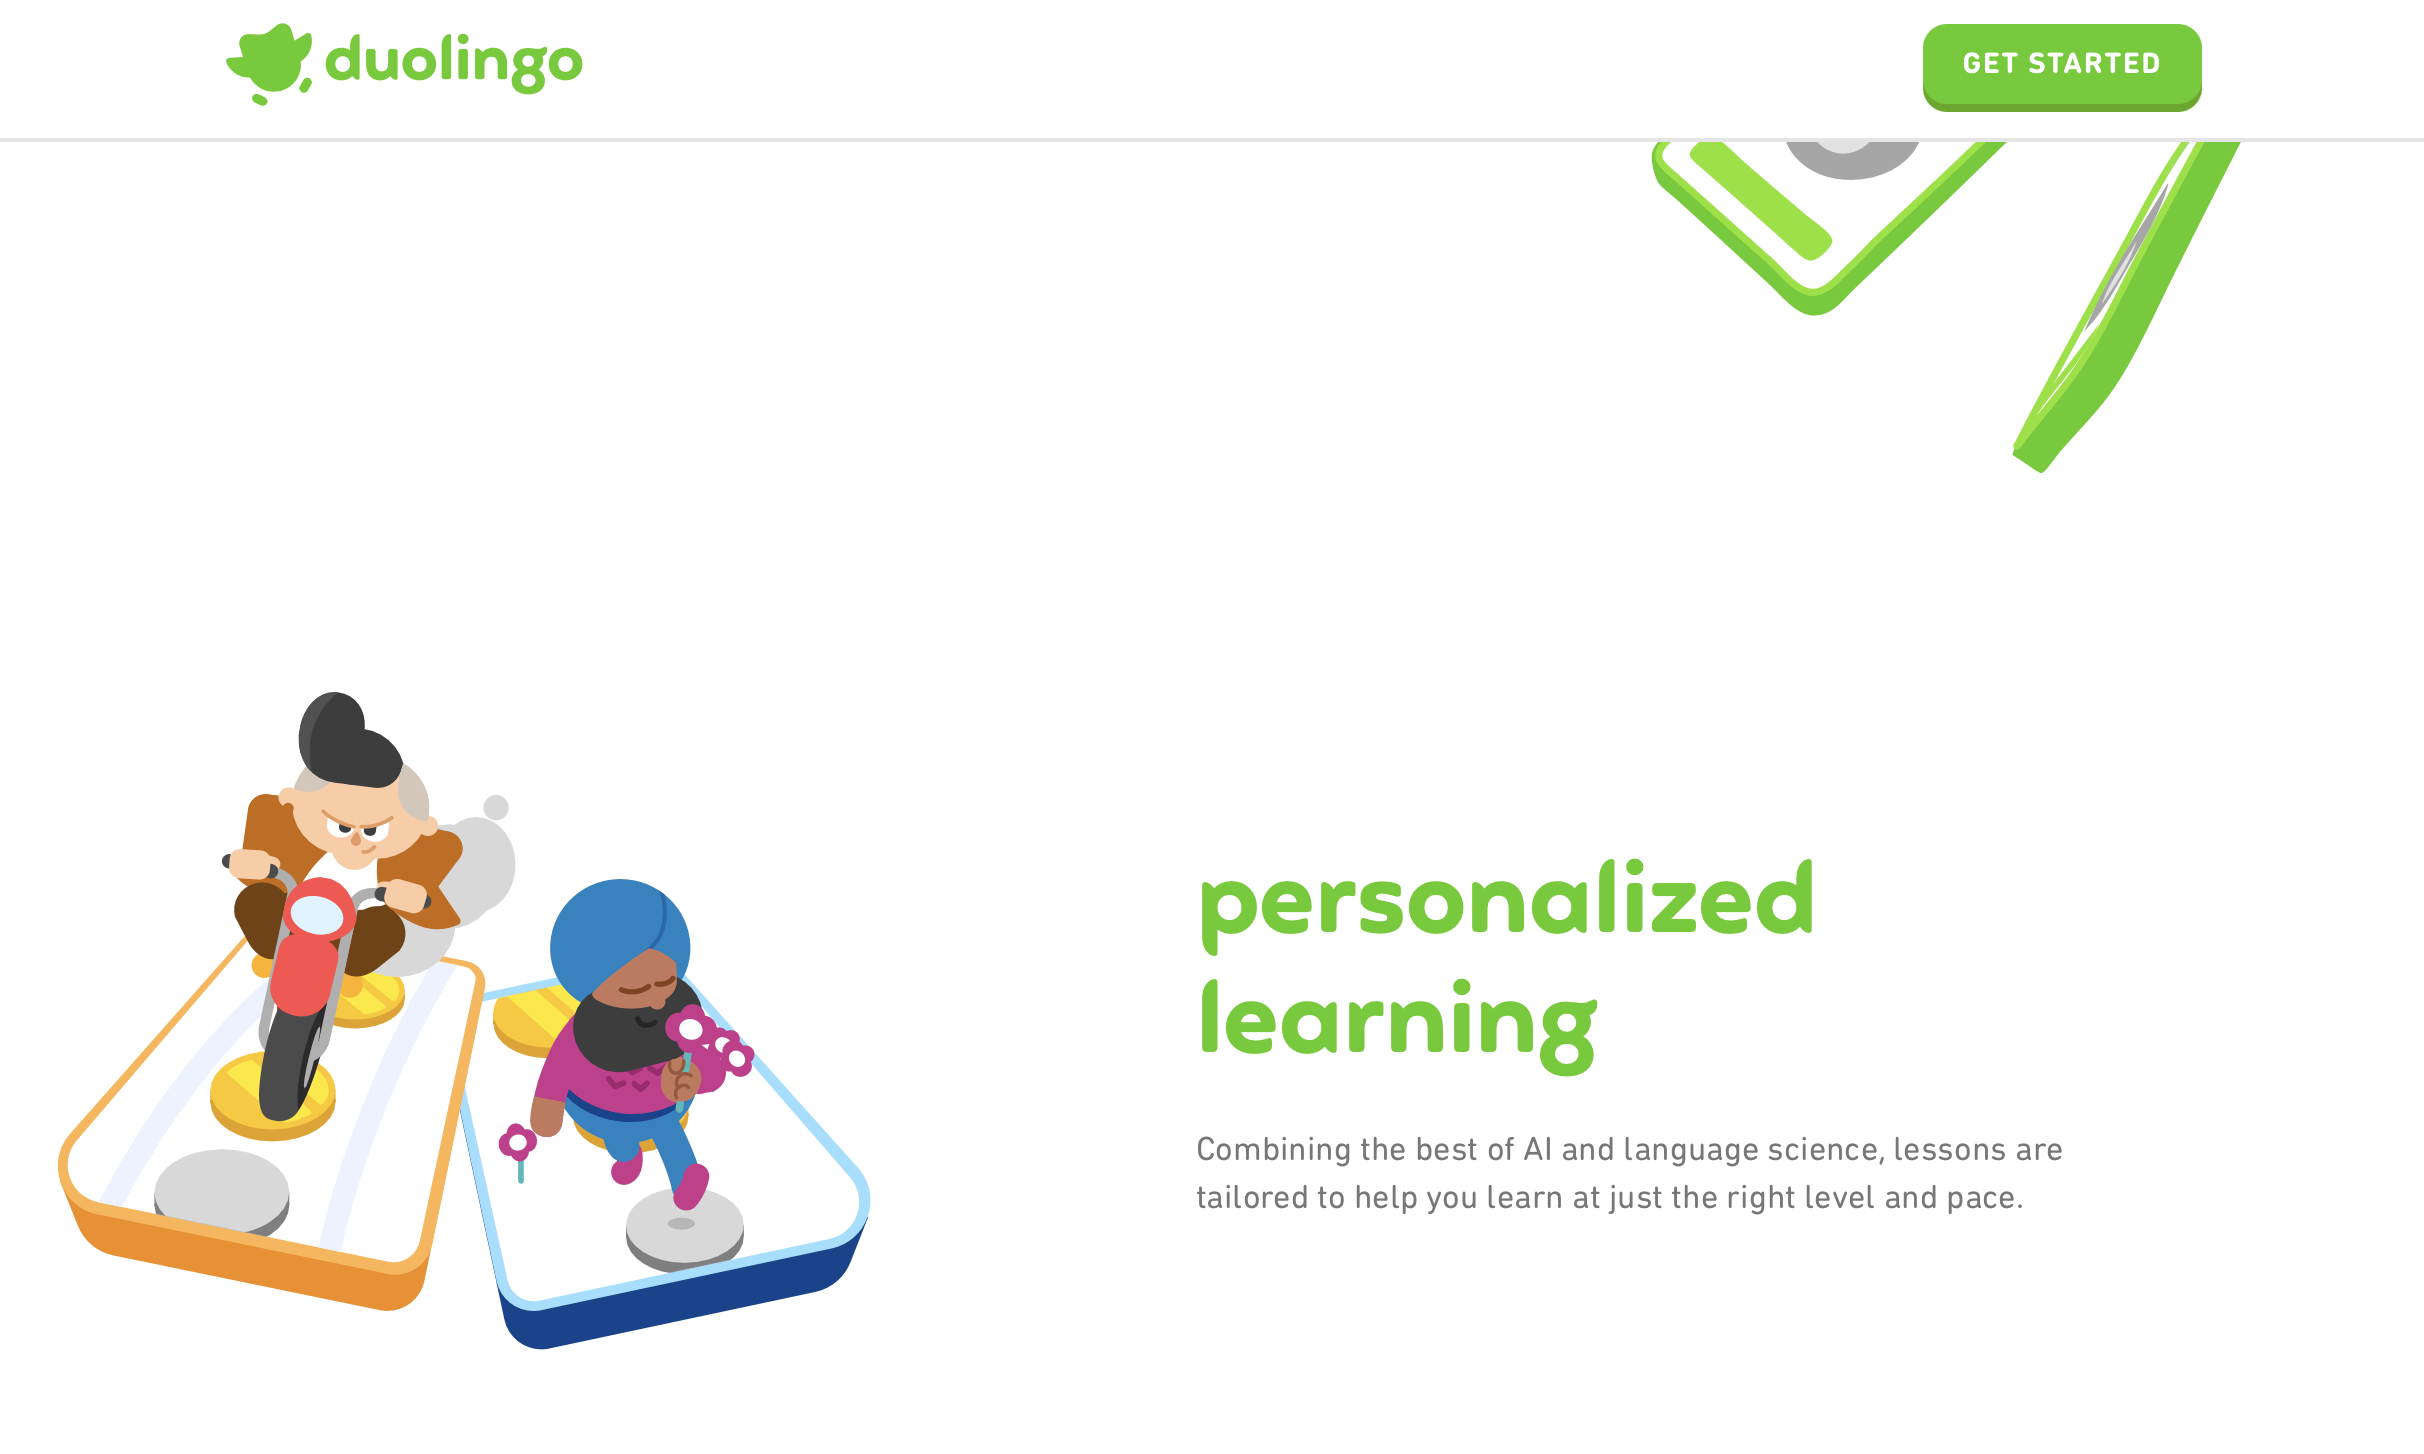 duolingo
GET STARTED
personalized
learning
Combining the best of AI and language science, lessons are
tailored to help you learn at just the right level and pace.